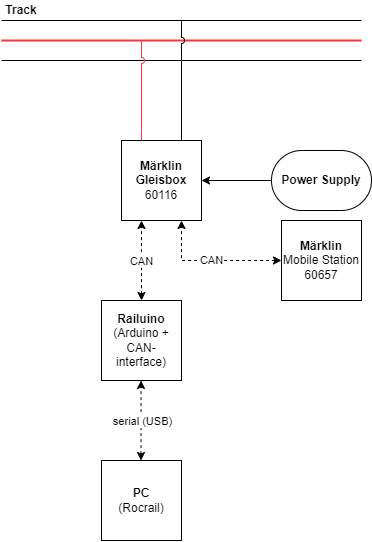 Track
Märklin
Gleisbox
60116
Power Supply
CAN
CAN
Märklin
Mobile Station
60657
Railuino
(Arduino +
CAN-
interface)
serial (USB)
PC
(Rocrail)